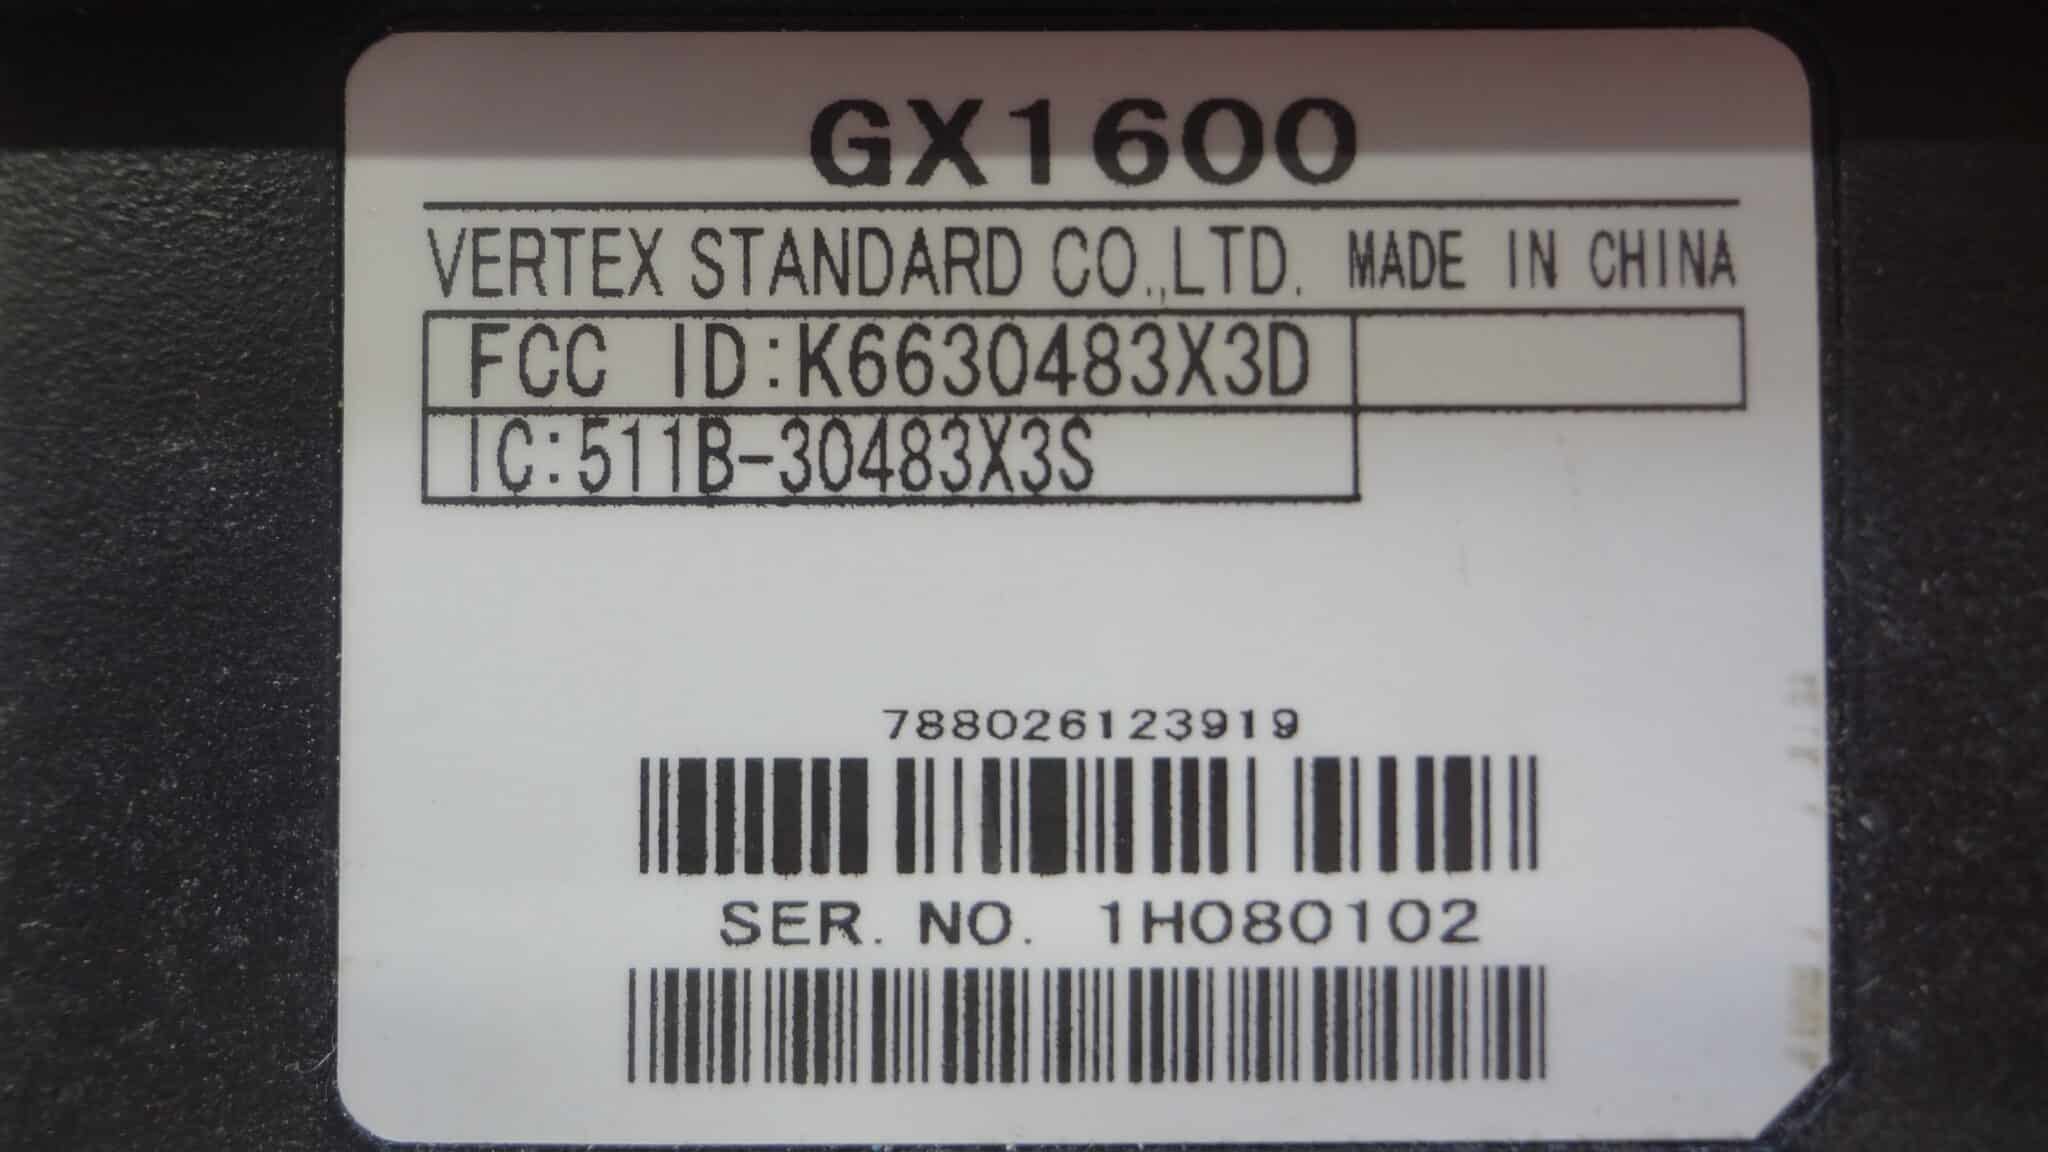 GX1600
VERTEX STANDARD CO.,LTD. MADE IN CHINA
FCC ID:K6630483X3D
IC:511B-30483X3S
788026123919
SER. NO. 1H080102